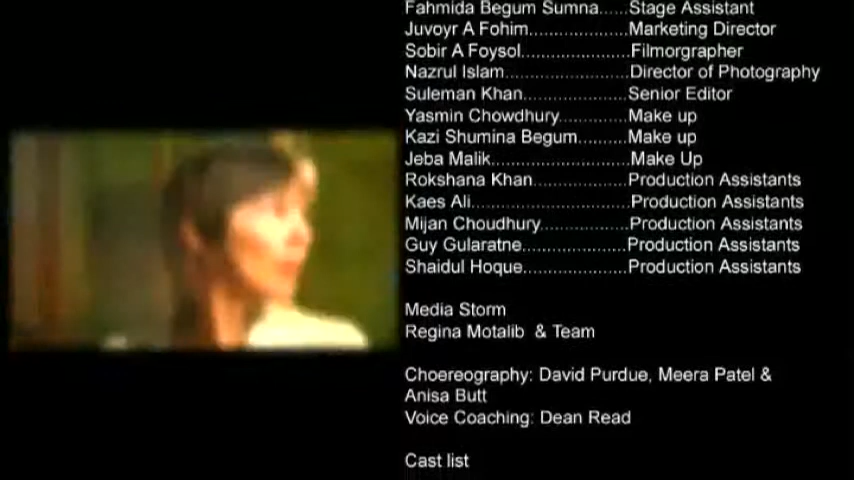 Fahmida Begum Sumna......Stage Assistant
Juvoyr A Fohim....................Marketing Director
Sobir A Foysol......................Filmorgrapher
Nazrul Islam.........................Director of Photography
Suleman Khan.....................Senior Editor
Yasmin Chowdhury..............Make up
Kazi Shumina Begum..........Make up
Jeba Malik............................Make Up
Rokshana Khan...................Production Assistants
Kaes Ali................................Production Assistants
Mijan Choudhury.................Production Assistants
Guy Gularatne.....................Production Assistants
Shaidul Hoque.....................Production Assistants
Media Storm
Regina Motalib & Team
Choereography: David Purdue, Meera Patel &
Anisa Butt
Voice Coaching: Dean Read
Cast list